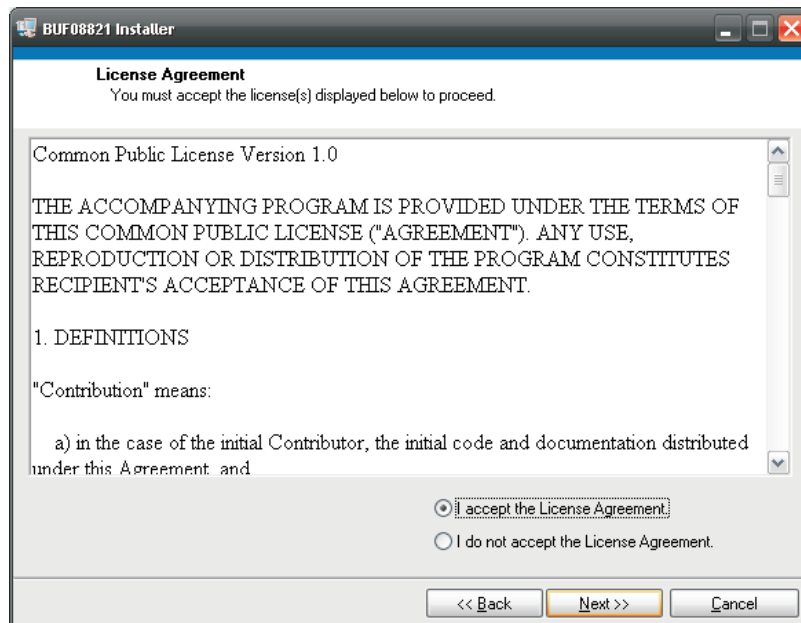 BUF08821 Installer
License Agreement
You must accept the license(s) displayed below to proceed.
Common Public License Version 1.0
THE ACCOMPANYING PROGRAM IS PROVIDED UNDER THE TERMS OF
THIS COMMON PUBLIC LICENSE ("AGREEMENT"). ANY USE,
REPRODUCTION OR DISTRIBUTION OF THE PROGRAM CONSTITUTES
RECIPIENT'S ACCEPTANCE OF THIS AGREEMENT.
1. DEFINITIONS
"Contribution" means:
a) in the case of the initial Contributor, the initial code and documentation distributed
under this Agreement, and
I accept the License Agreement.
I do not accept the License Agreement.
<< Back Next >> Cancel